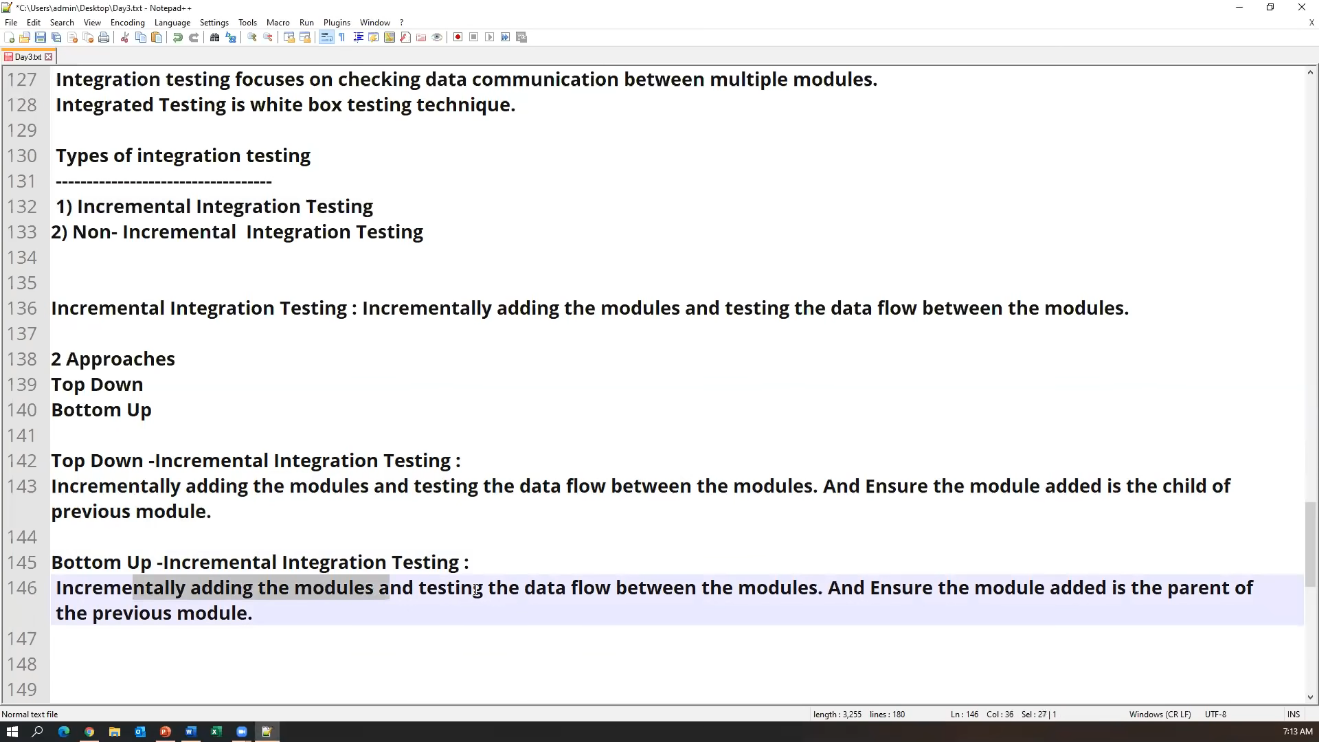 *C:\Users\admin\Desktop\Day3.txt - Notepad++
File Edit Search View Encoding Language Settings Tools Macro Run Plugins Window ? X
Day3.txt
127 Integration testing focuses on checking data communication between multiple modules.
128 Integrated Testing is white box testing technique.
129
130 Types of integration testing
131 -----------------------------------
132 1) Incremental Integration Testing
133 2) Non- Incremental  Integration Testing
134
135
136 Incremental Integration Testing : Incrementally adding the modules and testing the data flow between the modules.
137
138 2 Approaches
139 Top Down
140 Bottom Up
141
142 Top Down -Incremental Integration Testing :
143 Incrementally adding the modules and testing the data flow between the modules. And Ensure the module added is the child of
previous module.
144
145 Bottom Up -Incremental Integration Testing :
146 Incrementally adding the modules and testing the data flow between the modules. And Ensure the module added is the parent of
the previous module.
147
148
149
Normal text file length : 3,255 lines : 180 Ln : 146 Col : 36 Sel : 27 | 1 Windows (CR LF) UTF-8 INS
7:13 AM